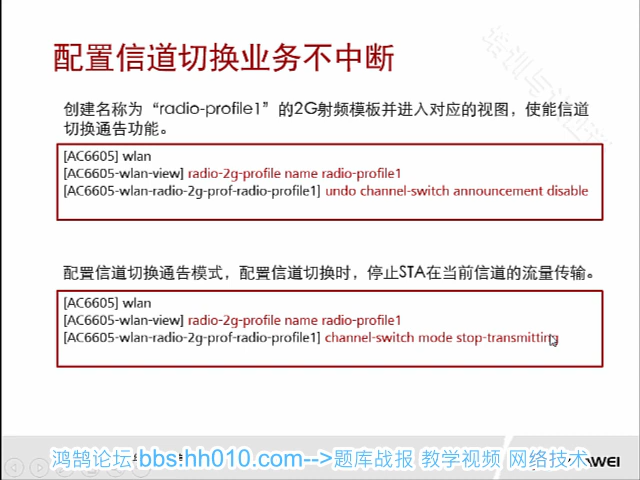 配置信道切换业务不中断
创建名称为“radio-profile1”的2G射频模板并进入对应的视图，使能信道
切换通告功能。
[AC6605] wlan
[AC6605-wlan-view] radio-2g-profile name radio-profile1
[AC6605-wlan-radio-2g-prof-radio-profile1] undo channel-switch announcement disable
配置信道切换通告模式，配置信道切换时，停止STA在当前信道的流量传输。
[AC6605] wlan
[AC6605-wlan-view] radio-2g-profile name radio-profile1
[AC6605-wlan-radio-2g-prof-radio-profile1] channel-switch mode stop-transmitting
鸿鹄论坛 bbs.hh010.com-->题库战报 教学视频 网络技术